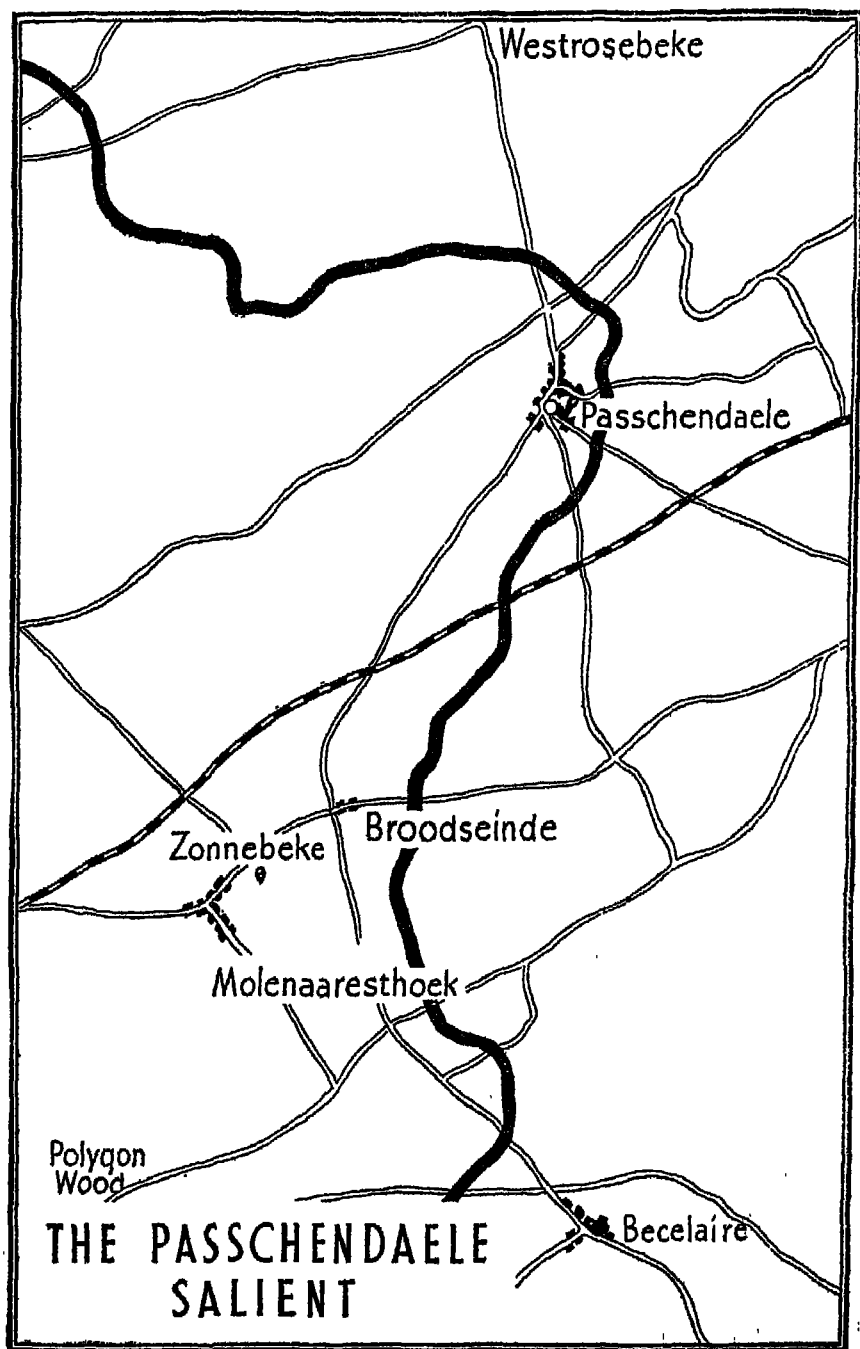 Westrosebeke
Passchendaele
Broodseinde
Zonnebeke
Molenaaresthoek
Polygon
Wood
Becelaire
THE PASSCHENDAELE
SALIENT